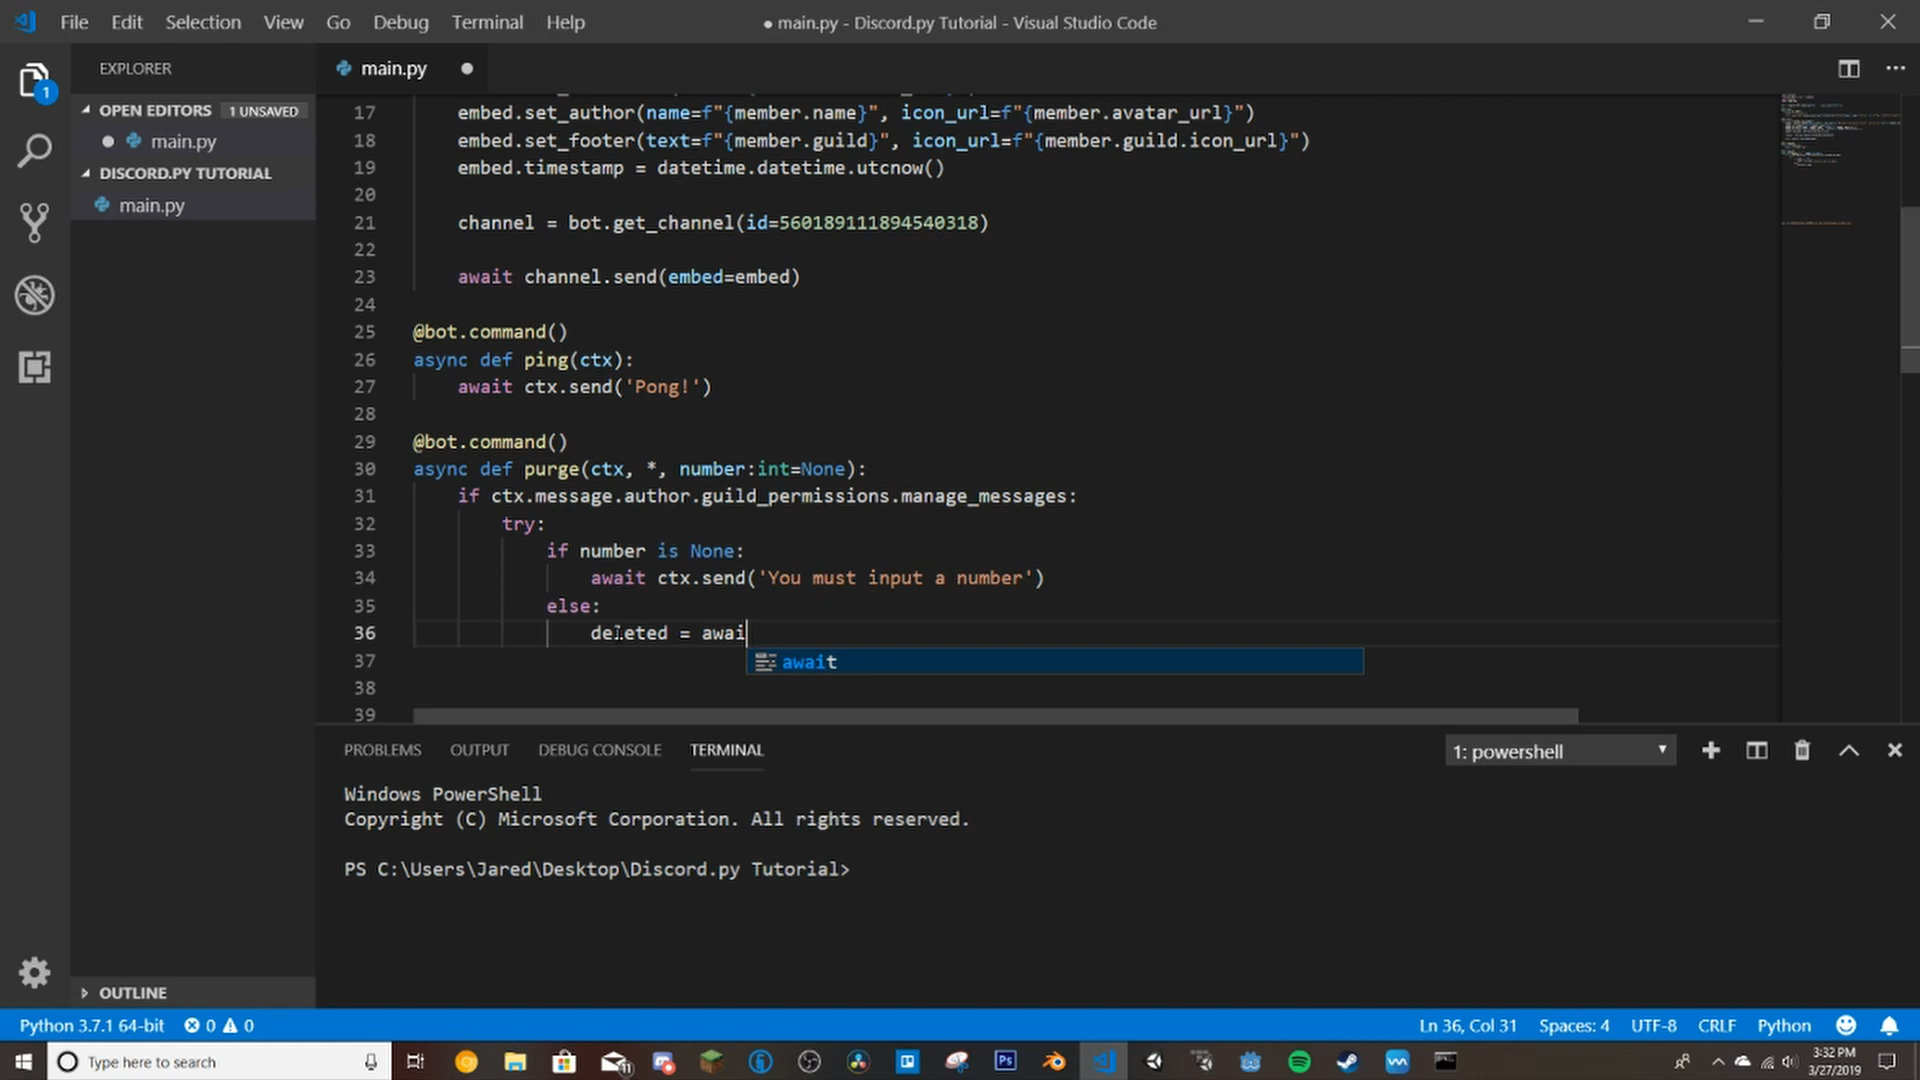 File Edit Selection View Go Debug Terminal Help
● main.py - Discord.py Tutorial - Visual Studio Code
EXPLORER
main.py
OPEN EDITORS 1 UNSAVED
main.py
DISCORD.PY TUTORIAL
main.py
1
17 embed.set_author(name=f"{member.name}", icon_url=f"{member.avatar_url}")
18 embed.set_footer(text=f"{member.guild}", icon_url=f"{member.guild.icon_url}")
19 embed.timestamp = datetime.datetime.utcnow()
20
21 channel = bot.get_channel(id=560189111894540318)
22
23 await channel.send(embed=embed)
24
25 @bot.command()
26 async def ping(ctx):
27 await ctx.send('Pong!')
28
29 @bot.command()
30 async def purge(ctx, *, number:int=None):
31 if ctx.message.author.guild_permissions.manage_messages:
32 try:
33 if number is None:
34 await ctx.send('You must input a number')
35 else:
36 deleted = awai
await
37
38
39
PROBLEMS OUTPUT DEBUG CONSOLE TERMINAL
1: powershell
Windows PowerShell
Copyright (C) Microsoft Corporation. All rights reserved.
PS C:\Users\Jared\Desktop\Discord.py Tutorial>
OUTLINE
Python 3.7.1 64-bit 0 0
Ln 36, Col 31 Spaces: 4 UTF-8 CRLF Python
Type here to search
11
Ps
3:32 PM
3/27/2019